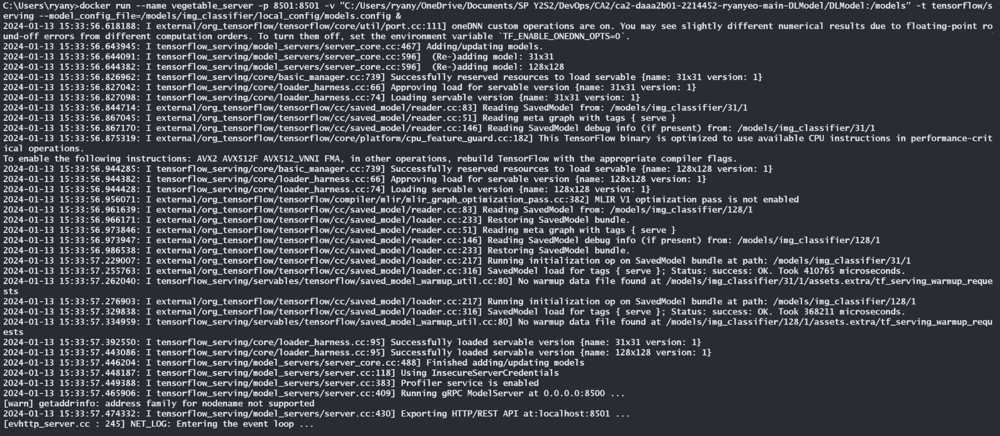 C:\Users\ryany>docker run --name vegetable_server -p 8501:8501 -v "C:/Users/ryany/OneDrive/Documents/SP Y2S2/DevOps/CA2/ca2-daaa2b01-2214452-ryanyeo-main-DLModel/DLModel:/models" -t tensorflow/s
erving --model_config_file=/models/img_classifier/local_config/models.config &
2024-01-13 15:33:56.618188: I external/org_tensorflow/tensorflow/core/util/port.cc:111] oneDNN custom operations are on. You may see slightly different numerical results due to floating-point ro
und-off errors from different computation orders. To turn them off, set the environment variable `TF_ENABLE_ONEDNN_OPTS=0`.
2024-01-13 15:33:56.643945: I tensorflow_serving/model_servers/server_core.cc:467] Adding/updating models.
2024-01-13 15:33:56.644091: I tensorflow_serving/model_servers/server_core.cc:596]  (Re-)adding model: 31x31
2024-01-13 15:33:56.644382: I tensorflow_serving/model_servers/server_core.cc:596]  (Re-)adding model: 128x128
2024-01-13 15:33:56.826962: I tensorflow_serving/core/basic_manager.cc:739] Successfully reserved resources to load servable {name: 31x31 version: 1}
2024-01-13 15:33:56.827042: I tensorflow_serving/core/loader_harness.cc:66] Approving load for servable version {name: 31x31 version: 1}
2024-01-13 15:33:56.827098: I tensorflow_serving/core/loader_harness.cc:74] Loading servable version {name: 31x31 version: 1}
2024-01-13 15:33:56.844714: I external/org_tensorflow/tensorflow/cc/saved_model/reader.cc:83] Reading SavedModel from: /models/img_classifier/31/1
2024-01-13 15:33:56.867045: I external/org_tensorflow/tensorflow/cc/saved_model/reader.cc:51] Reading meta graph with tags { serve }
2024-01-13 15:33:56.867170: I external/org_tensorflow/tensorflow/cc/saved_model/reader.cc:146] Reading SavedModel debug info (if present) from: /models/img_classifier/31/1
2024-01-13 15:33:56.875319: I external/org_tensorflow/tensorflow/core/platform/cpu_feature_guard.cc:182] This TensorFlow binary is optimized to use available CPU instructions in performance-crit
ical operations.
To enable the following instructions: AVX2 AVX512F AVX512_VNNI FMA, in other operations, rebuild TensorFlow with the appropriate compiler flags.
2024-01-13 15:33:56.944285: I tensorflow_serving/core/basic_manager.cc:739] Successfully reserved resources to load servable {name: 128x128 version: 1}
2024-01-13 15:33:56.944382: I tensorflow_serving/core/loader_harness.cc:66] Approving load for servable version {name: 128x128 version: 1}
2024-01-13 15:33:56.944428: I tensorflow_serving/core/loader_harness.cc:74] Loading servable version {name: 128x128 version: 1}
2024-01-13 15:33:56.956071: I external/org_tensorflow/tensorflow/compiler/mlir/mlir_graph_optimization_pass.cc:382] MLIR V1 optimization pass is not enabled
2024-01-13 15:33:56.961639: I external/org_tensorflow/tensorflow/cc/saved_model/reader.cc:83] Reading SavedModel from: /models/img_classifier/128/1
2024-01-13 15:33:56.966171: I external/org_tensorflow/tensorflow/cc/saved_model/loader.cc:233] Restoring SavedModel bundle.
2024-01-13 15:33:56.973846: I external/org_tensorflow/tensorflow/cc/saved_model/reader.cc:51] Reading meta graph with tags { serve }
2024-01-13 15:33:56.973947: I external/org_tensorflow/tensorflow/cc/saved_model/reader.cc:146] Reading SavedModel debug info (if present) from: /models/img_classifier/128/1
2024-01-13 15:33:56.986538: I external/org_tensorflow/tensorflow/cc/saved_model/loader.cc:233] Restoring SavedModel bundle.
2024-01-13 15:33:57.229007: I external/org_tensorflow/tensorflow/cc/saved_model/loader.cc:217] Running initialization op on SavedModel bundle at path: /models/img_classifier/31/1
2024-01-13 15:33:57.255763: I external/org_tensorflow/tensorflow/cc/saved_model/loader.cc:316] SavedModel load for tags { serve }; Status: success: OK. Took 410765 microseconds.
2024-01-13 15:33:57.262040: I tensorflow_serving/servables/tensorflow/saved_model_warmup_util.cc:80] No warmup data file found at /models/img_classifier/31/1/assets.extra/tf_serving_warmup_reque
sts
2024-01-13 15:33:57.276903: I external/org_tensorflow/tensorflow/cc/saved_model/loader.cc:217] Running initialization op on SavedModel bundle at path: /models/img_classifier/128/1
2024-01-13 15:33:57.329838: I external/org_tensorflow/tensorflow/cc/saved_model/loader.cc:316] SavedModel load for tags { serve }; Status: success: OK. Took 368211 microseconds.
2024-01-13 15:33:57.334959: I tensorflow_serving/servables/tensorflow/saved_model_warmup_util.cc:80] No warmup data file found at /models/img_classifier/128/1/assets.extra/tf_serving_warmup_requ
ests
2024-01-13 15:33:57.392550: I tensorflow_serving/core/loader_harness.cc:95] Successfully loaded servable version {name: 31x31 version: 1}
2024-01-13 15:33:57.443086: I tensorflow_serving/core/loader_harness.cc:95] Successfully loaded servable version {name: 128x128 version: 1}
2024-01-13 15:33:57.446204: I tensorflow_serving/model_servers/server_core.cc:488] Finished adding/updating models
2024-01-13 15:33:57.448187: I tensorflow_serving/model_servers/server.cc:118] Using InsecureServerCredentials
2024-01-13 15:33:57.449388: I tensorflow_serving/model_servers/server.cc:383] Profiler service is enabled
2024-01-13 15:33:57.465906: I tensorflow_serving/model_servers/server.cc:409] Running gRPC ModelServer at 0.0.0.0:8500 ...
[warn] getaddrinfo: address family for nodename not supported
2024-01-13 15:33:57.474332: I tensorflow_serving/model_servers/server.cc:430] Exporting HTTP/REST API at:localhost:8501 ...
[evhttp_server.cc : 245] NET_LOG: Entering the event loop ...